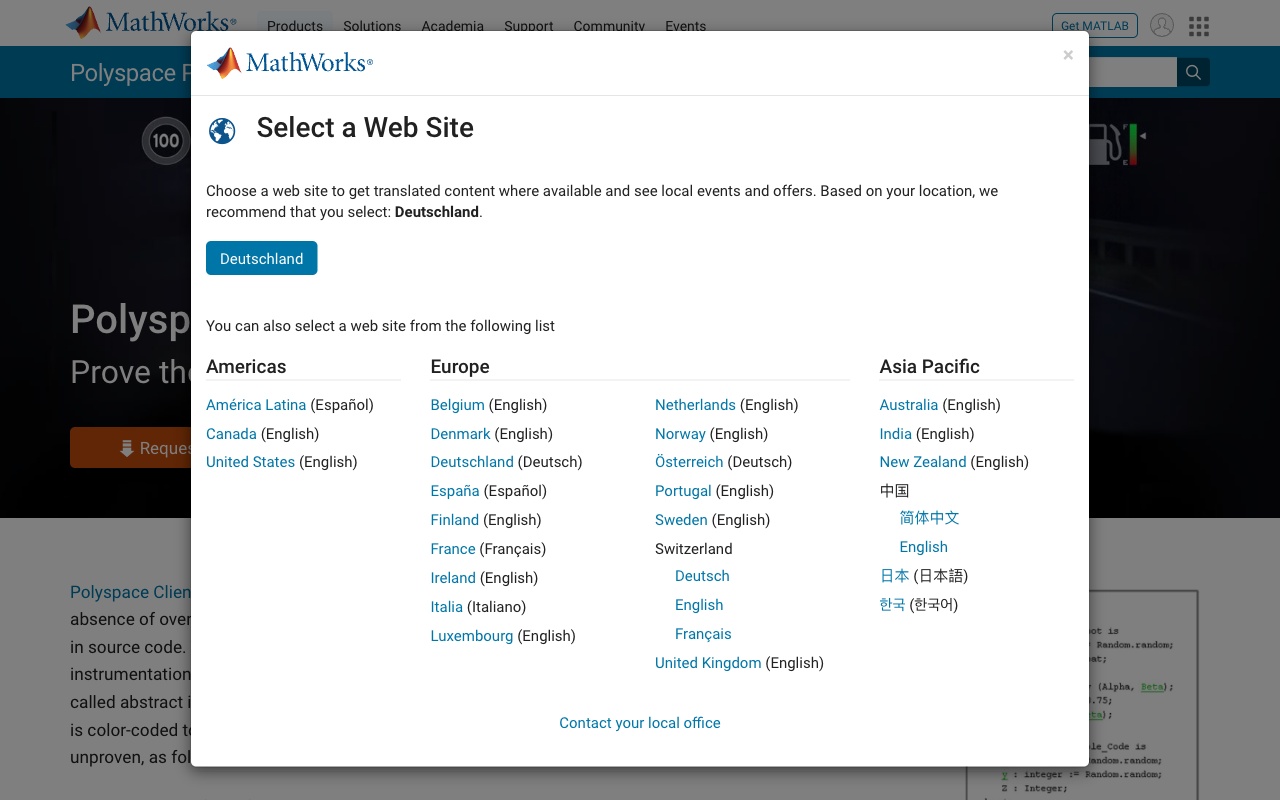 MathWorks®
Products Solutions Academia Support Community Events
Get MATLAB
Polyspace
MathWorks®
×
Select a Web Site
100
Choose a web site to get translated content where available and see local events and offers. Based on your location, we
recommend that you select: Deutschland.
Deutschland
Polysp
Prove the
You can also select a web site from the following list
Americas
América Latina (Español)
Canada (English)
United States (English)
Europe
Belgium (English)
Denmark (English)
Deutschland (Deutsch)
España (Español)
Finland (English)
France (Français)
Ireland (English)
Italia (Italiano)
Luxembourg (English)
Netherlands (English)
Norway (English)
Österreich (Deutsch)
Portugal (English)
Sweden (English)
Switzerland
Deutsch
English
Français
United Kingdom (English)
Asia Pacific
Australia (English)
India (English)
New Zealand (English)
中国
简体中文
English
日本 (日本語)
한국 (한국어)
Contact your local office
Reques
Polyspace Clien
absence of over
in source code.
instrumentation
called abstract i
is color-coded to
unproven, as fol
is
Random.random;
(Alpha, Beta);
.75;
ta);
le_Code is
Random.random;
y : integer := Random.random;
Z : Integer;